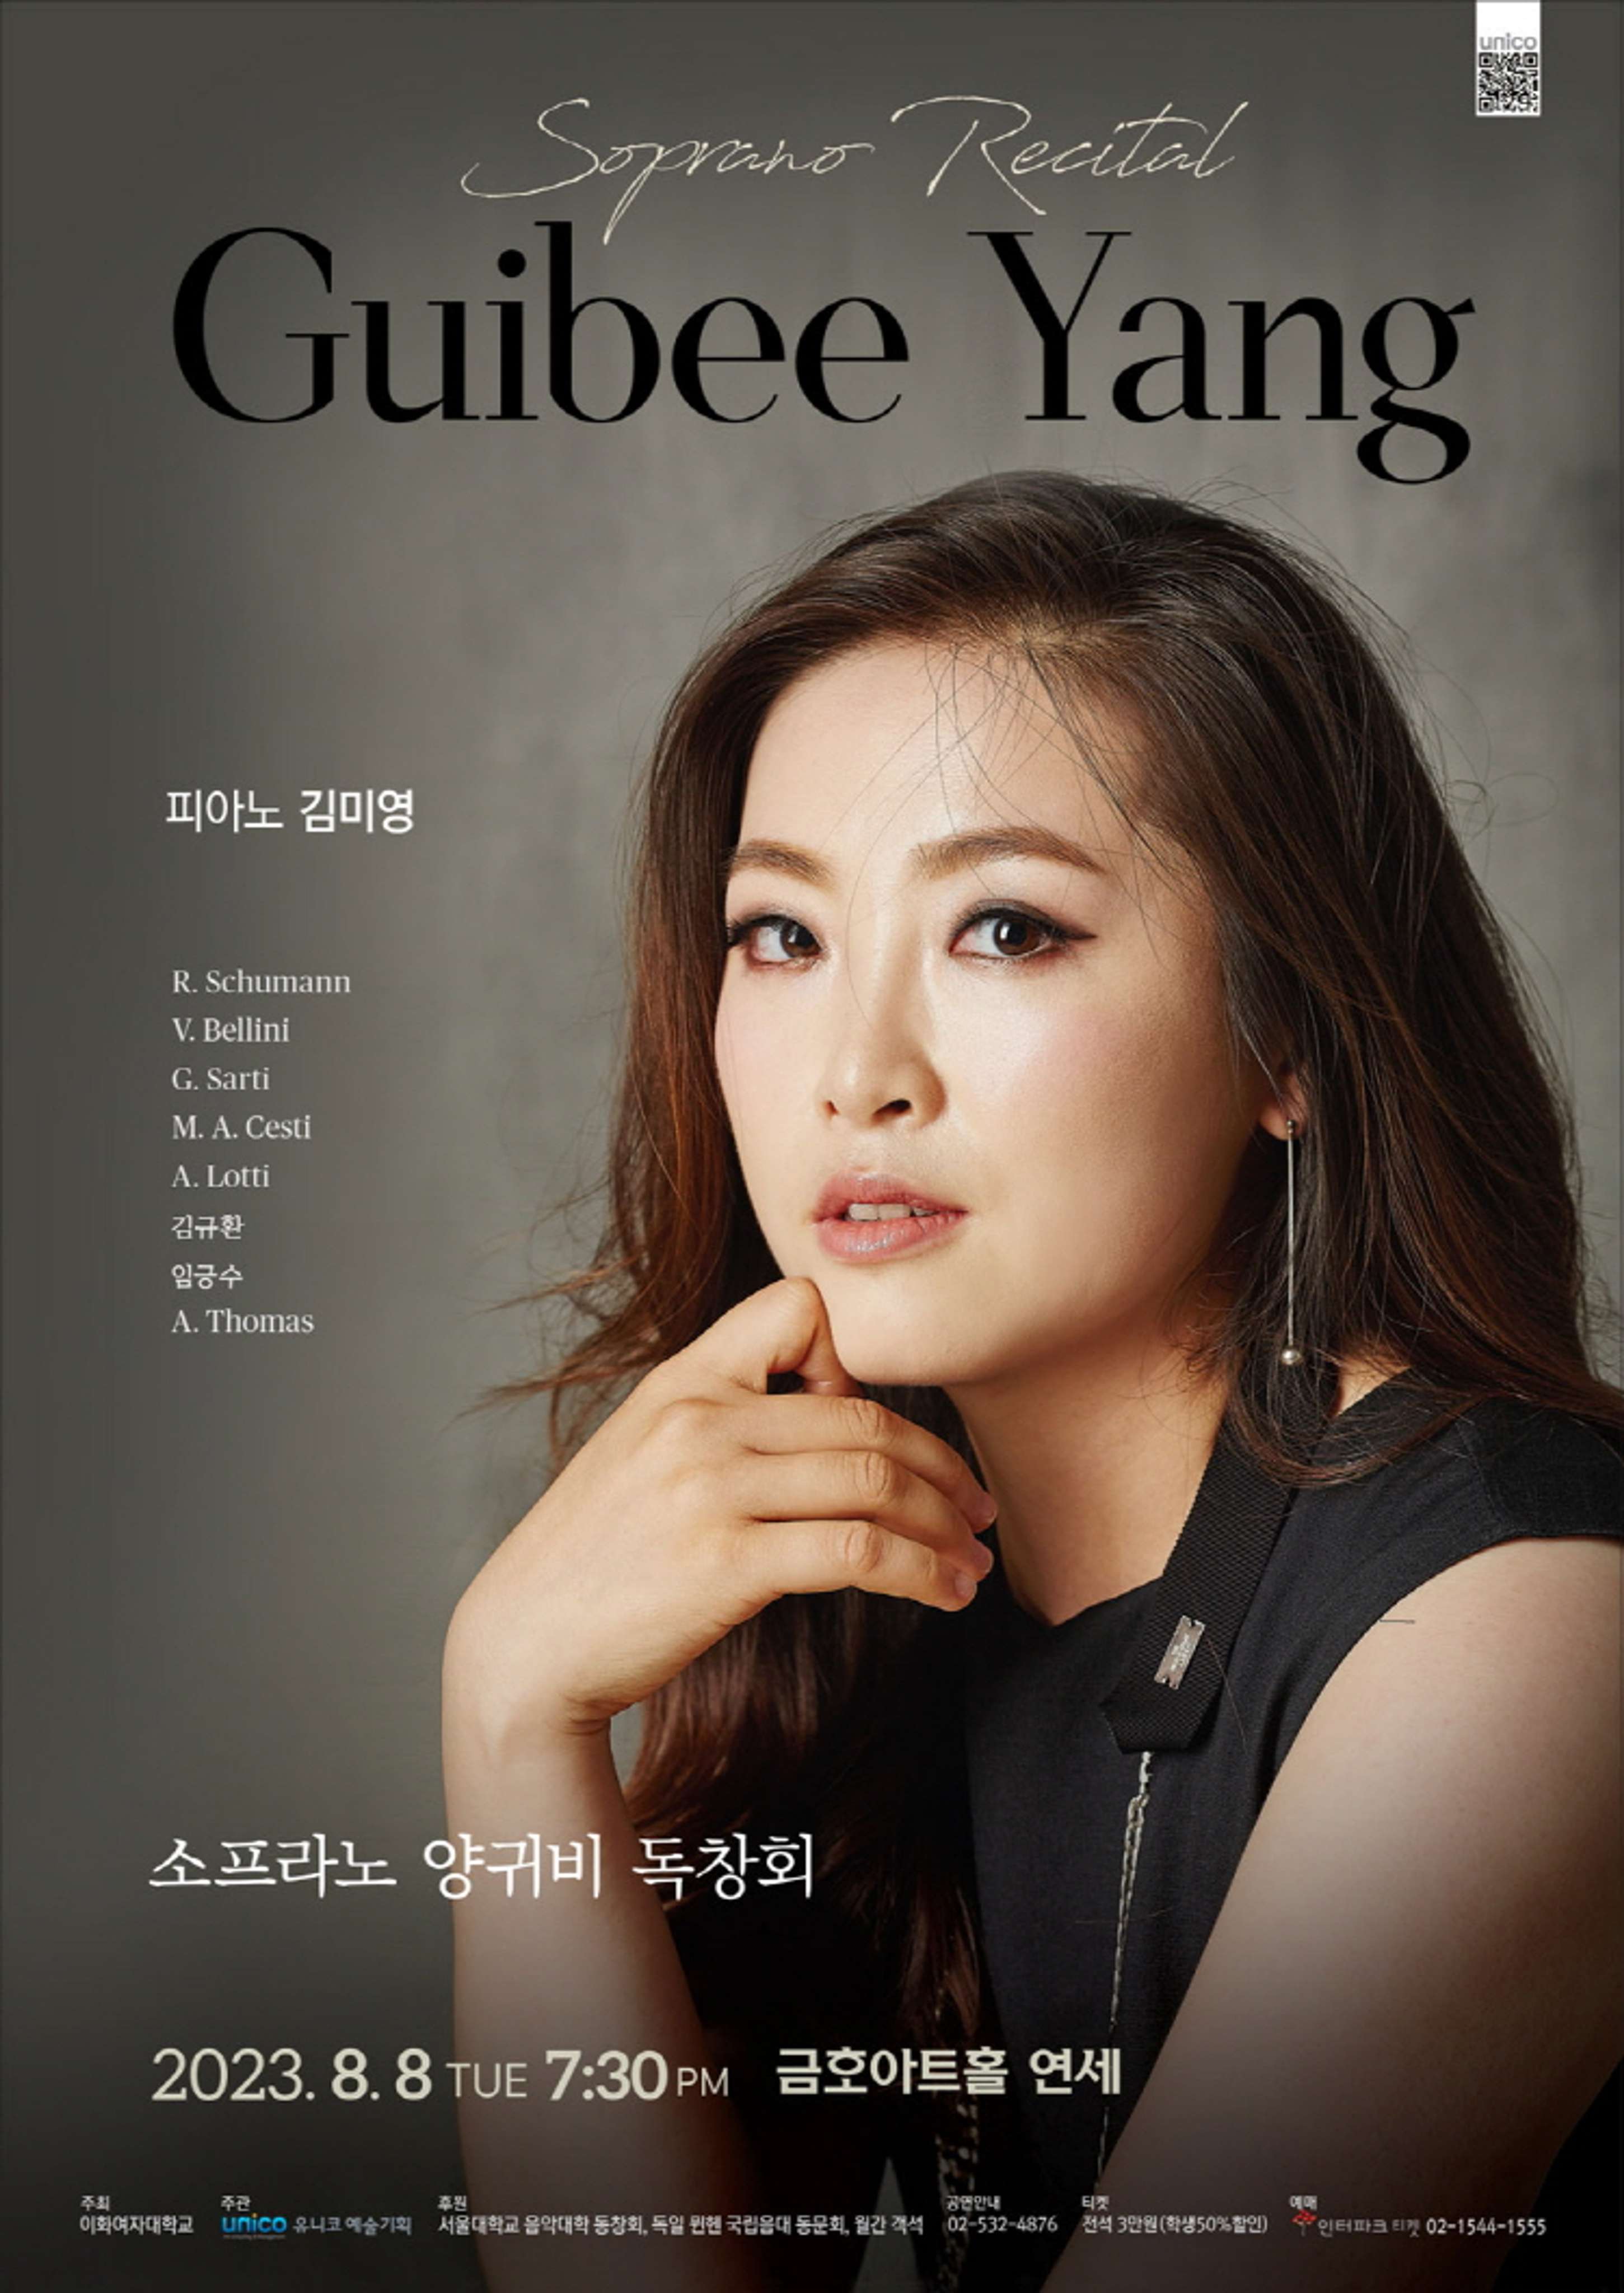 unico
Soprano Recital
Guibee Yang
피아노 김미영
R. Schumann
V. Bellini
G. Sarti
M. A. Cesti
A. Lotti
김규환
임긍수
A. Thomas
소프라노 양귀비 독창회
2023. 8. 8 TUE 7:30 PM 금호아트홀 연세
주최 주관 후원 공연안내 티켓 예매
이화여자대학교 unico 유니코 예술기획 서울대학교 음악대학 동창회, 독일 뮌헨 국립음대 동문회, 월간 객석 02-532-4876 전석 3만원(학생50%할인) 인터파크 티켓 02-1544-1555